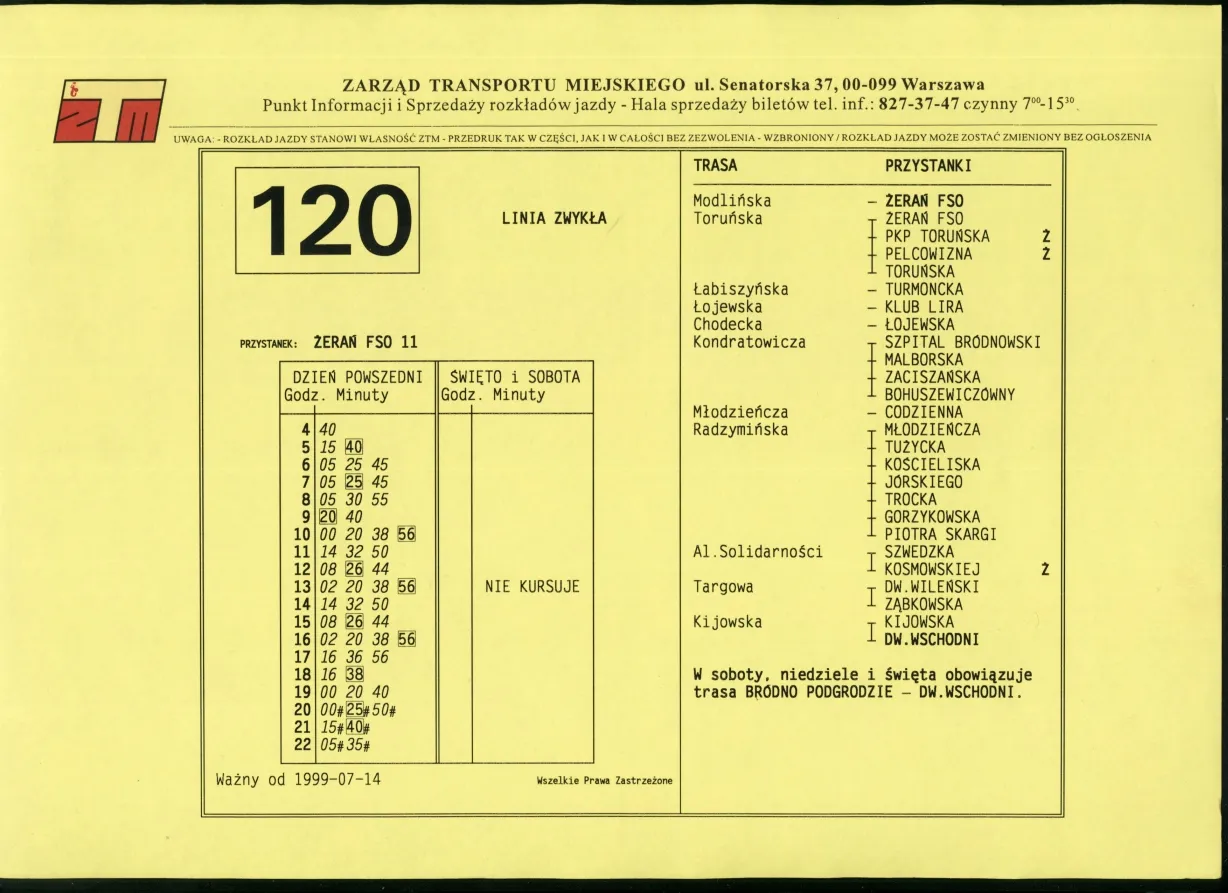 ZTM
ZARZĄD TRANSPORTU MIEJSKIEGO ul. Senatorska 37, 00-099 Warszawa
Punkt Informacji i Sprzedaży rozkładów jazdy - Hala sprzedaży biletów tel. inf.: 827-37-47 czynny 7⁰⁰-15³⁰
UWAGA: - ROZKŁAD JAZDY STANOWI WŁASNOŚĆ ZTM - PRZEDRUK TAK W CZĘŚCI, JAK I W CAŁOŚCI BEZ ZEZWOLENIA - WZBRONIONY / ROZKŁAD JAZDY MOŻE ZOSTAĆ ZMIENIONY BEZ OGŁOSZENIA
120
LINIA ZWYKŁA
PRZYSTANEK: ŻERAŃ FSO 11
DZIEŃ POWSZEDNI
Godz. Minuty
ŚWIĘTO i SOBOTA
Godz. Minuty
4 40
5 15 40
6 05 25 45
7 05 25 45
8 05 30 55
9 20 40
10 00 20 38 56
11 14 32 50
12 08 26 44
13 02 20 38 56
14 14 32 50
15 08 26 44
16 02 20 38 56
17 16 36 56
18 16 38
19 00 20 40
20 00#25#50#
21 15#40#
22 05#35#
NIE KURSUJE
Ważny od 1999-07-14
Wszelkie Prawa Zastrzeżone
TRASA PRZYSTANKI
Modlińska – ŻERAŃ FSO
Toruńska ŻERAŃ FSO
PKP TORUŃSKA Ż
PELCOWIZNA Ż
TORUŃSKA
Łabiszyńska – TURMONCKA
Łojewska – KLUB LIRA
Chodecka – ŁOJEWSKA
Kondratowicza SZPITAL BRÓDNOWSKI
MALBORSKA
ZACISZAŃSKA
BOHUSZEWICZÓWNY
Młodzieńcza – CODZIENNA
Radzymińska MŁODZIEŃCZA
TUŻYCKA
KOŚCIELISKA
JÓRSKIEGO
TROCKA
GORZYKOWSKA
PIOTRA SKARGI
Al.Solidarności SZWEDZKA
KOSMOWSKIEJ Ż
Targowa DW.WILEŃSKI
ZĄBKOWSKA
Kijowska KIJOWSKA
DW.WSCHODNI
W soboty, niedziele i święta obowiązuje
trasa BRÓDNO PODGRODZIE – DW.WSCHODNI.